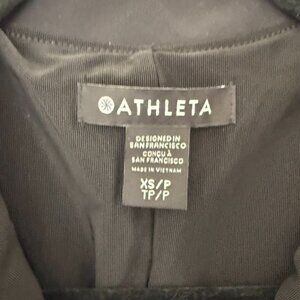 ATHLETA
DESIGNED IN
SAN FRANCISCO
CONÇU À
SAN FRANCISCO
MADE IN VIETNAM
XS/P
TP/P